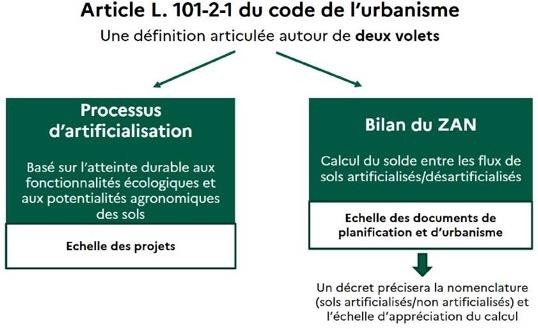 Article L. 101-2-1 du code de l’urbanisme
Une définition articulée autour de deux volets
Processus
d’artificialisation
Basé sur l’atteinte durable aux
fonctionnalités écologiques et
aux potentialités agronomiques
des sols
Echelle des projets
Bilan du ZAN
Calcul du solde entre les flux de
sols artificialisés/désartificialisés
Echelle des documents de
planification et d’urbanisme
Un décret précisera la nomenclature
(sols artificialisés/non artificialisés) et
l’échelle d’appréciation du calcul